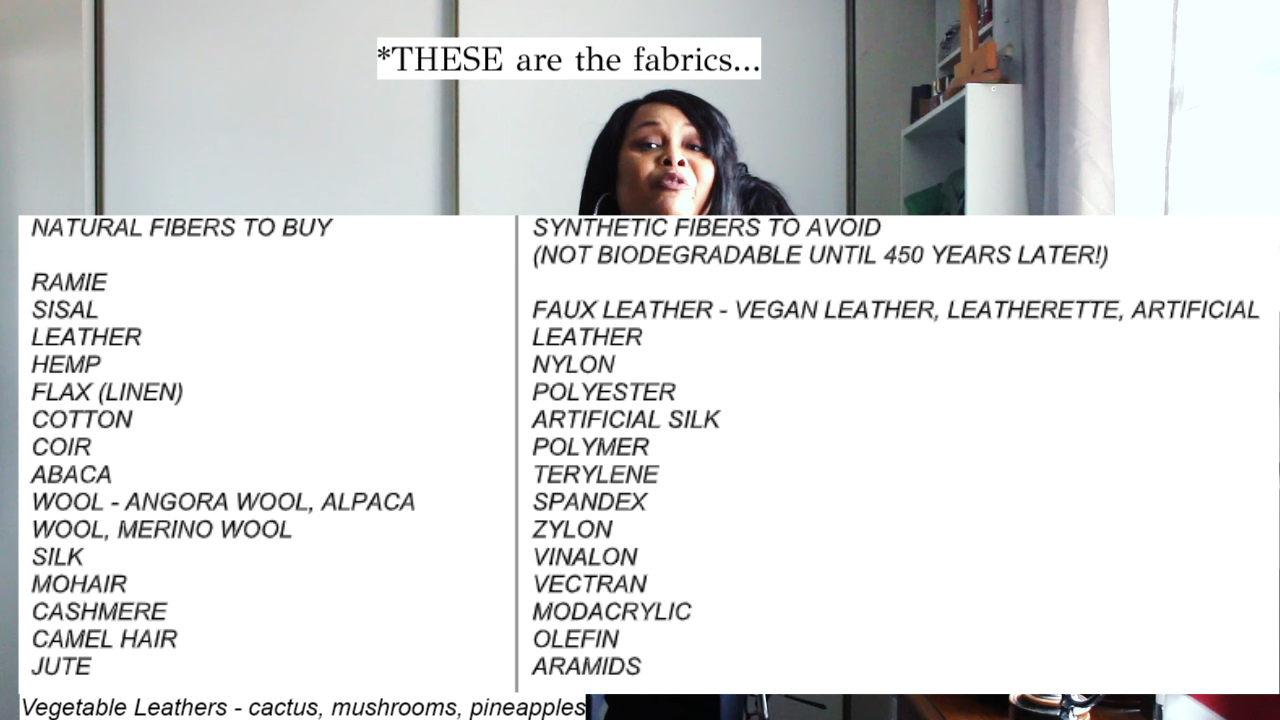 *THESE are the fabrics...
NATURAL FIBERS TO BUY
RAMIE
SISAL
LEATHER
HEMP
FLAX (LINEN)
COTTON
COIR
ABACA
WOOL - ANGORA WOOL, ALPACA
WOOL, MERINO WOOL
SILK
MOHAIR
CASHMERE
CAMEL HAIR
JUTE
SYNTHETIC FIBERS TO AVOID
(NOT BIODEGRADABLE UNTIL 450 YEARS LATER!)
FAUX LEATHER - VEGAN LEATHER, LEATHERETTE, ARTIFICIAL
LEATHER
NYLON
POLYESTER
ARTIFICIAL SILK
POLYMER
TERYLENE
SPANDEX
ZYLON
VINALON
VECTRAN
MODACRYLIC
OLEFIN
ARAMIDS
Vegetable Leathers - cactus, mushrooms, pineapples